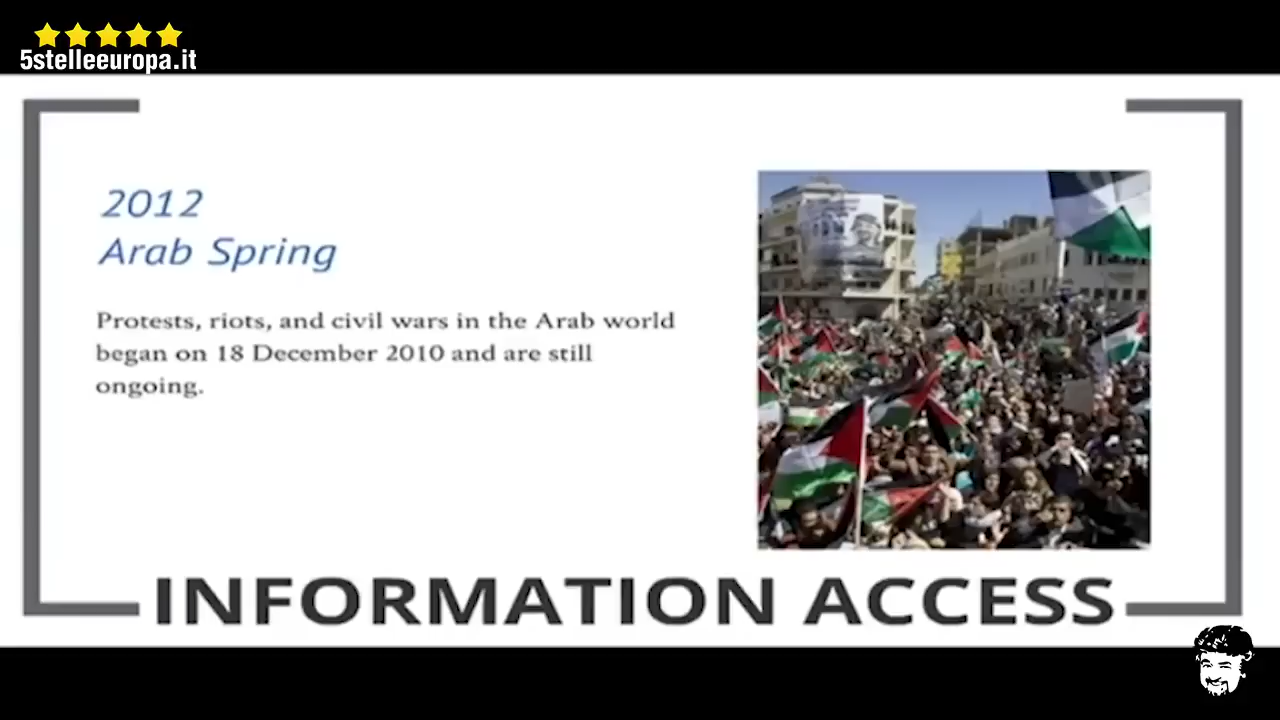 5stelleeuropa.it
2012
Arab Spring
Protests, riots, and civil wars in the Arab world
began on 18 December 2010 and are still
ongoing.
INFORMATION ACCESS